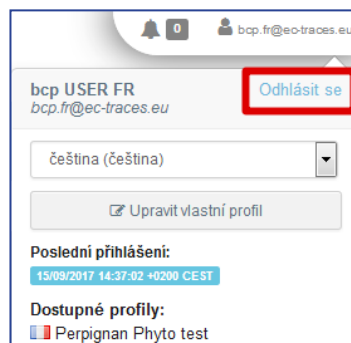 0 bcp.fr@ec-traces.eu
bcp USER FR Odhlásit se
bcp.fr@ec-traces.eu
čeština (čeština)
Upravit vlastní profil
Poslední přihlášení:
15/09/2017 14:37:02 +0200 CEST
Dostupné profily:
Perpignan Phyto test